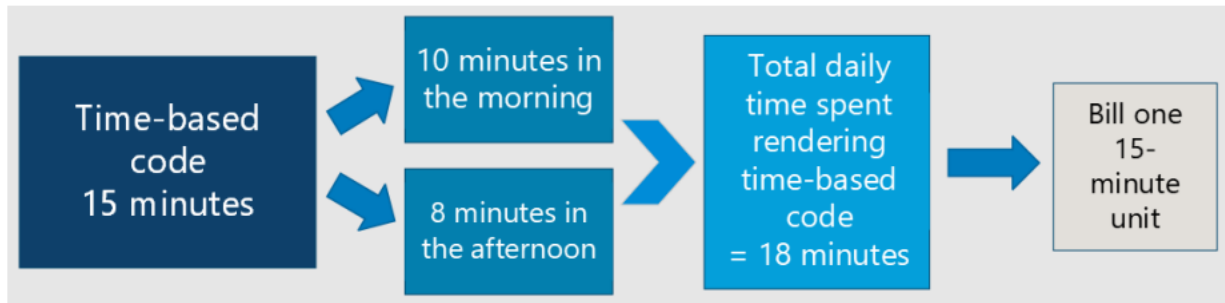 Time-based
code
15 minutes
10 minutes in
the morning
8 minutes in
the afternoon
Total daily
time spent
rendering
time-based
code
= 18 minutes
Bill one
15-
minute
unit